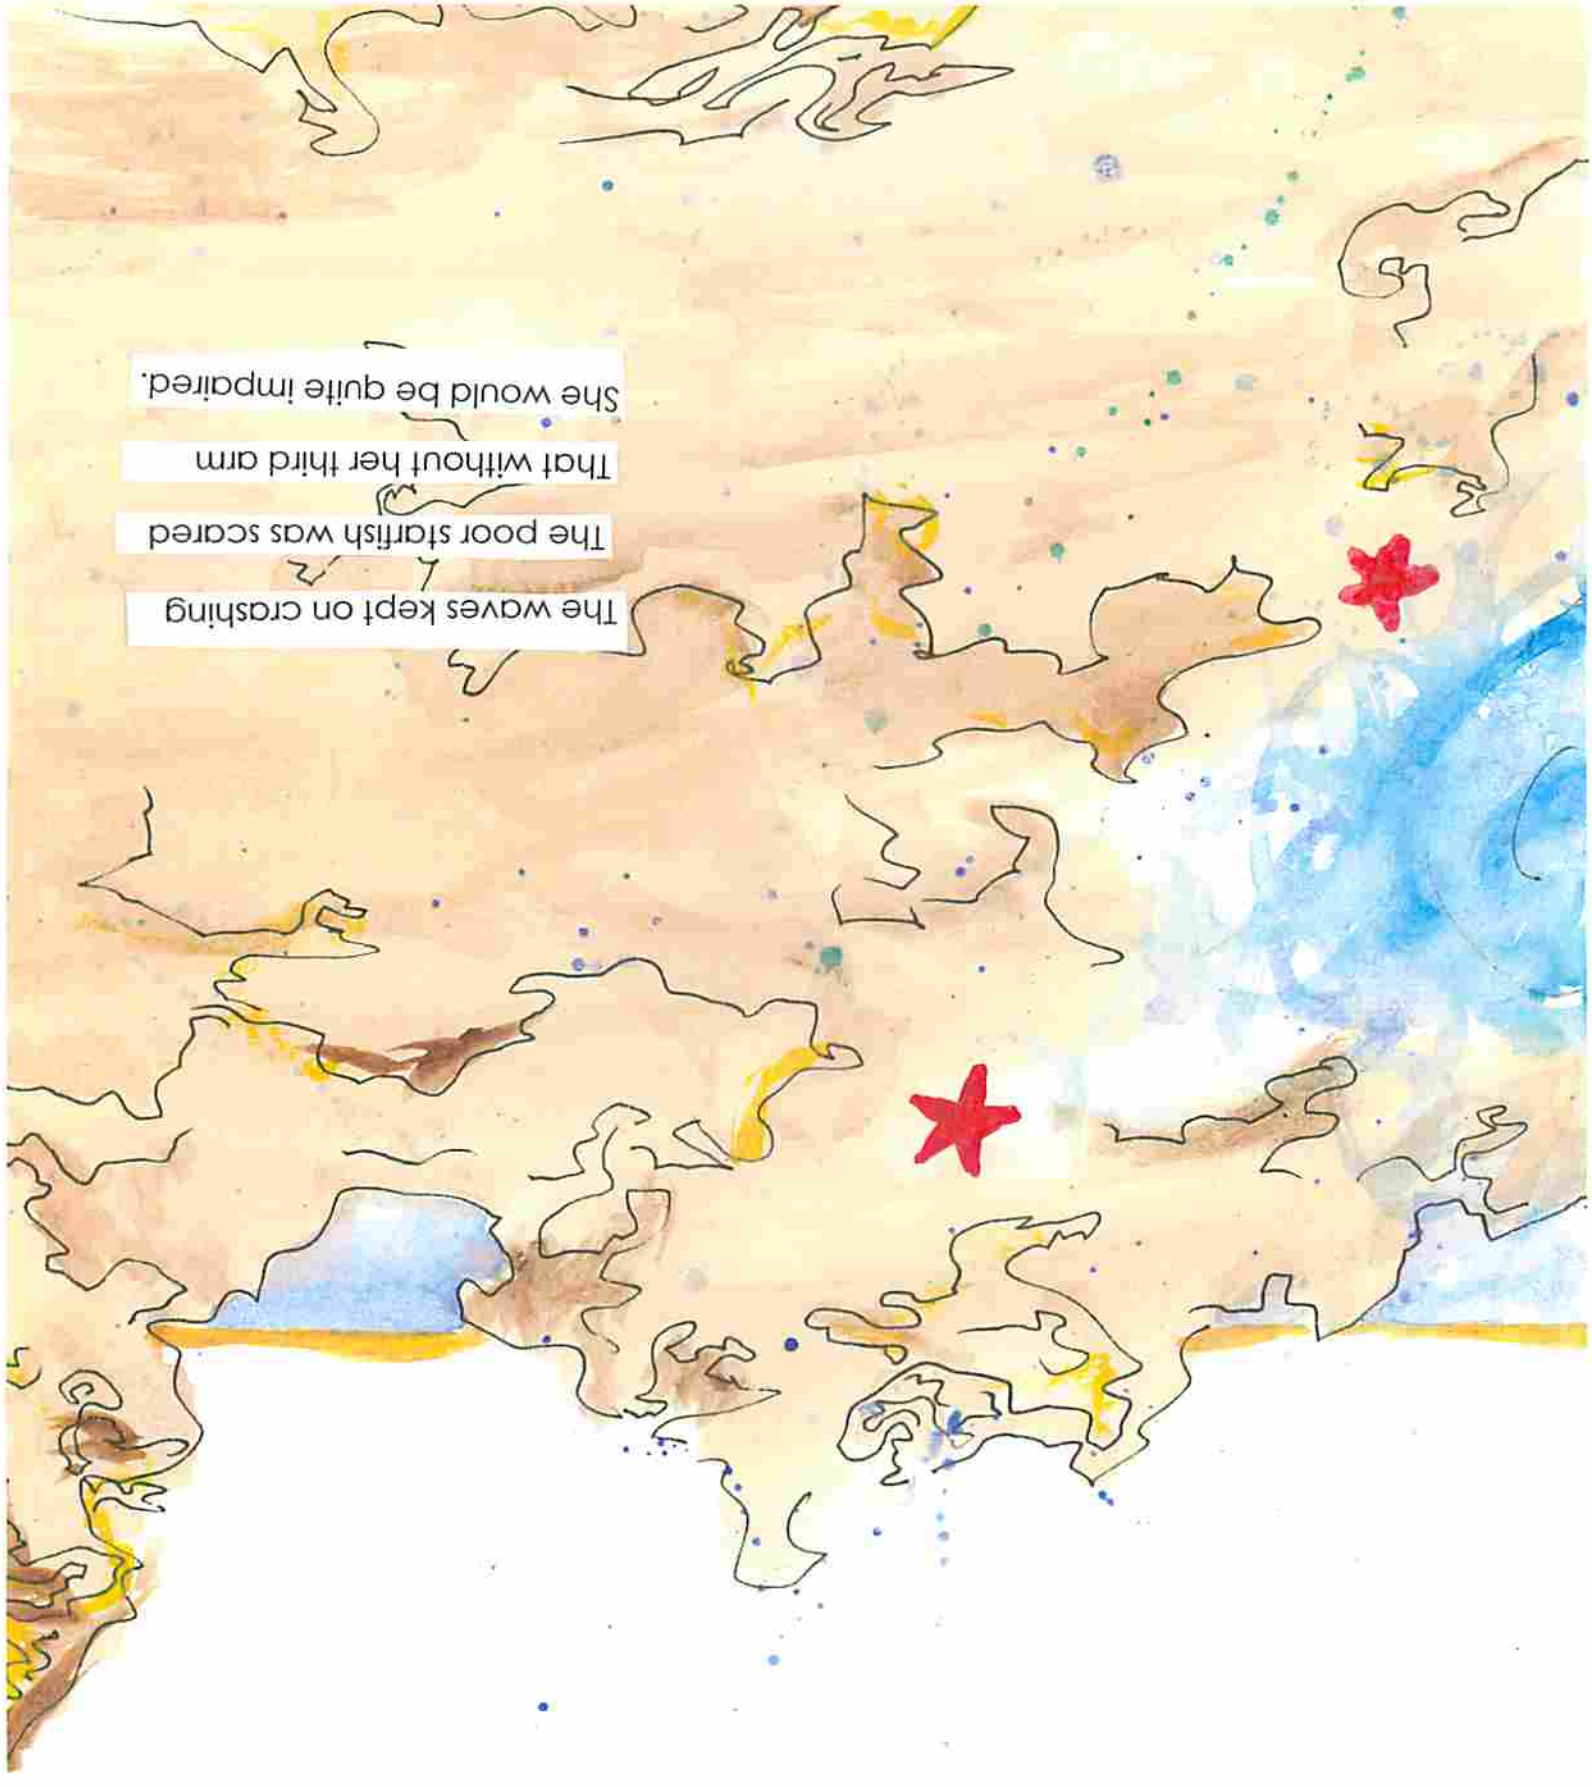 The waves kept on crashing
The poor starfish was scared
That without her third arm
She would be quite impaired.